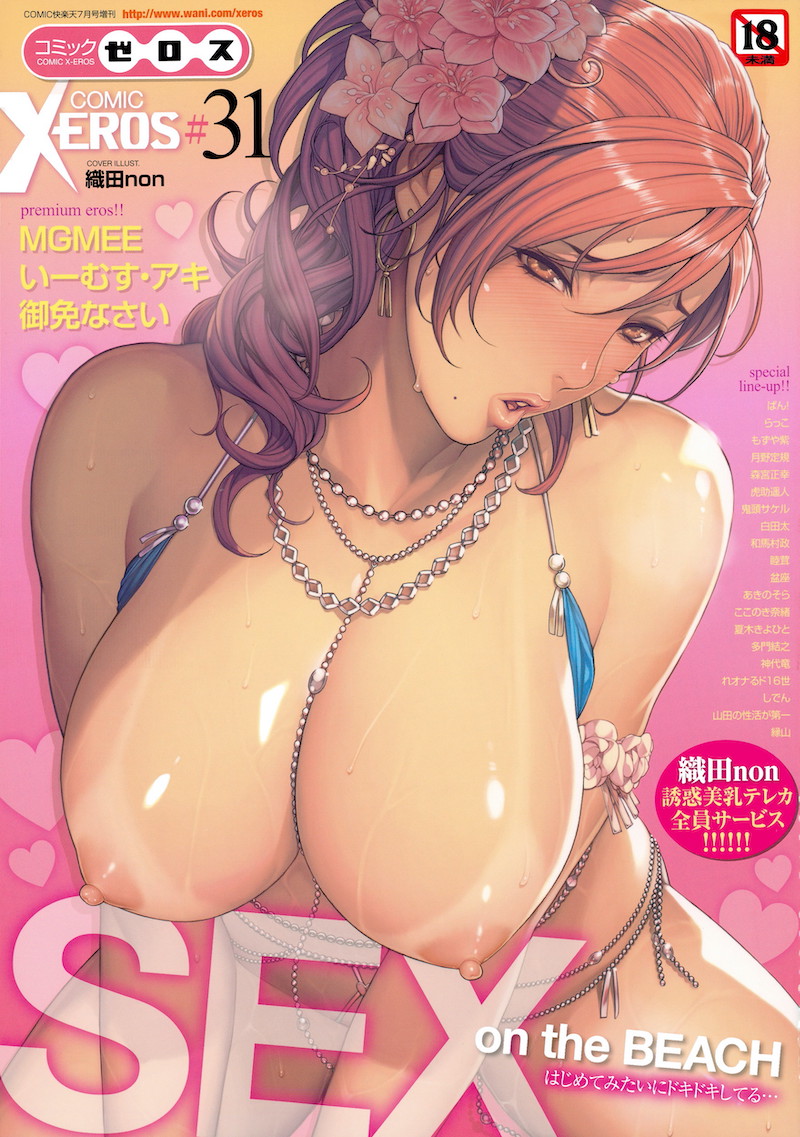 COMIC快楽天7月号増刊 http://www.wani.com/xeros
コミック ゼロス
COMIC X-EROS
18
未満
COMIC
X-EROS #31
COVER ILLUST.
織田non
premium eros!!
MGMEE
いーむす・アキ
御免なさい
special
line-up!!
ぱん!
らっこ
もずや紫
月野定規
森宮正幸
虎助遥人
鬼頭サケル
白田太
和馬村政
睦茸
盆座
あきのそら
ここのき奈緒
夏木きよひと
多門結之
神代竜
れオナるド16世
しでん
山田の性活が第一
緑山
織田non
誘惑美乳テレカ
全員サービス
!!!!!!
SEX
on the BEACH
はじめてみたいにドキドキしてる…